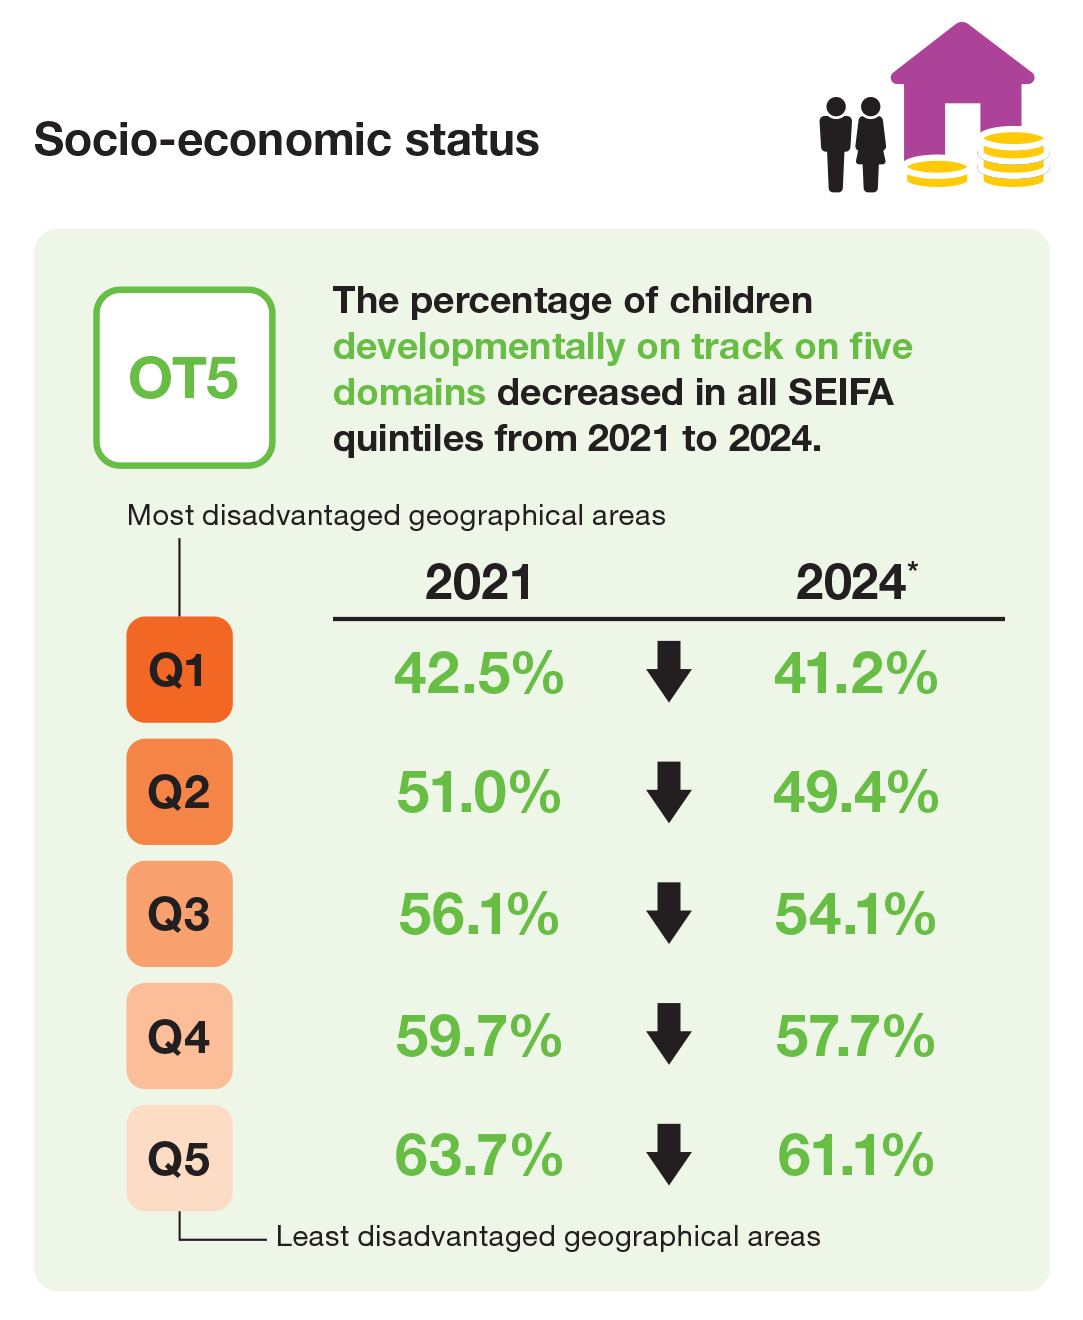 Socio-economic status
OT5
The percentage of children
developmentally on track on five
domains decreased in all SEIFA
quintiles from 2021 to 2024.
Most disadvantaged geographical areas
2021 2024*
Q1 42.5% 41.2%
Q2 51.0% 49.4%
Q3 56.1% 54.1%
Q4 59.7% 57.7%
Q5 63.7% 61.1%
Least disadvantaged geographical areas